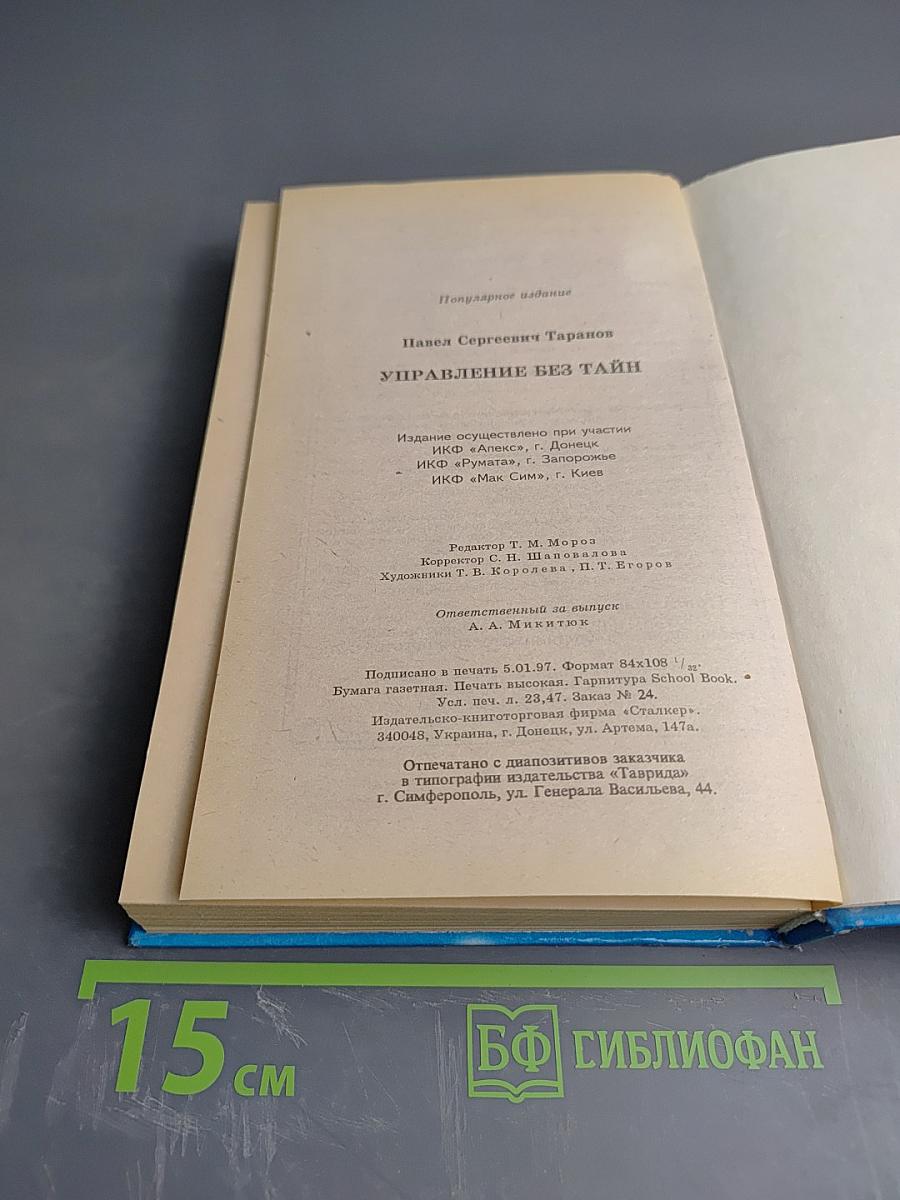 Популярное издание
Павел Сергеевич Таранов
УПРАВЛЕНИЕ БЕЗ ТАЙН
Издание осуществлено при участии
ИКФ «Апекс», г. Донецк
ИКФ «Румата», г. Запорожье
ИКФ «Мак Сим», г. Киев
Редактор Т. М. Мороз
Корректор С. Н. Шаповалова
Художники Т. В. Королева, П. Т. Егоров
Ответственный за выпуск
А. А. Микитюк
Подписано в печать 5.01.97. Формат 84х108 1/32.
Бумага газетная. Печать высокая. Гарнитура School Book.
Усл. печ. л. 23,47. Заказ № 24.
Издательско-книготорговая фирма «Сталкер».
340048, Украина, г. Донецк, ул. Артема, 147а.
Отпечатано с диапозитивов заказчика
в типографии издательства «Таврида»
г. Симферополь, ул. Генерала Васильева, 44.
15 см
БФ БИБЛИОФАН